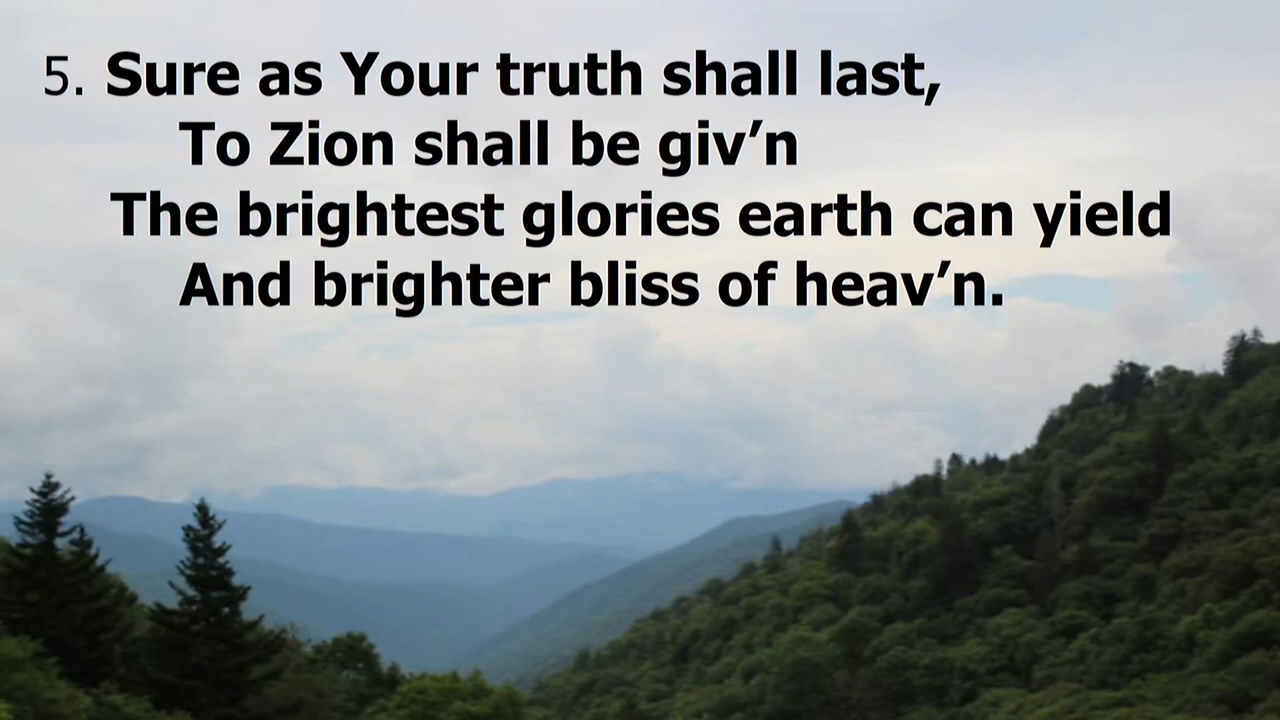 5. Sure as Your truth shall last,
To Zion shall be giv’n
The brightest glories earth can yield
And brighter bliss of heav’n.